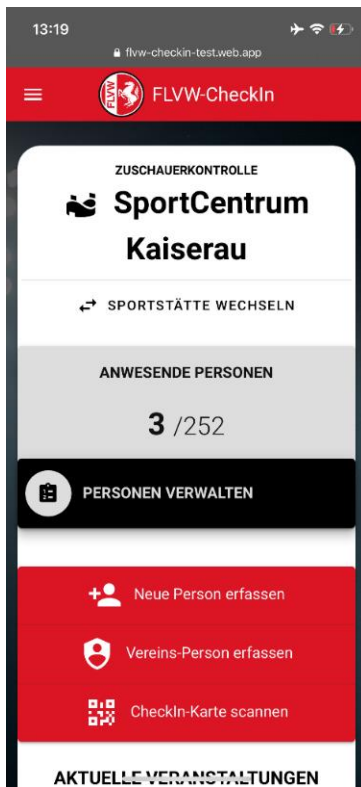 13:19
flvw-checkin-test.web.app
FLVW
FLVW-CheckIn
ZUSCHAUERKONTROLLE
SportCentrum
Kaiserau
SPORTSTÄTTE WECHSELN
ANWESENDE PERSONEN
3 /252
PERSONEN VERWALTEN
Neue Person erfassen
Vereins-Person erfassen
CheckIn-Karte scannen
AKTUELLE VERANSTALTUNGEN